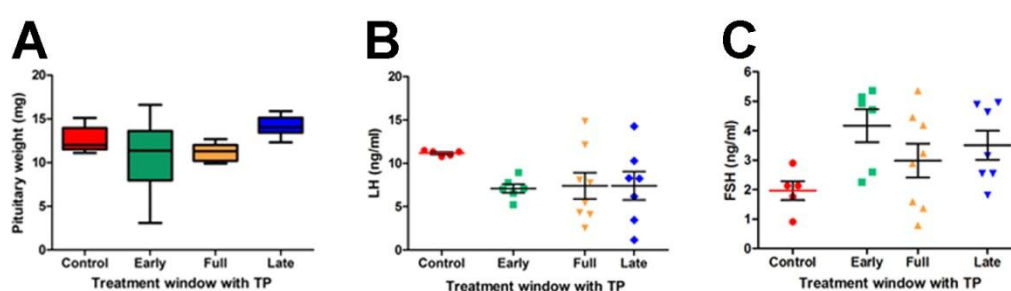 A
B
C
Pituitary weight (mg)
20
15
10
5
0
Control Early Full Late
Treatment window with TP
LH (ng/ml)
20
15
10
5
0
Control Early Full Late
Treatment window with TP
FSH (ng/ml)
6
5
4
3
2
1
0
Control Early Full Late
Treatment window with TP